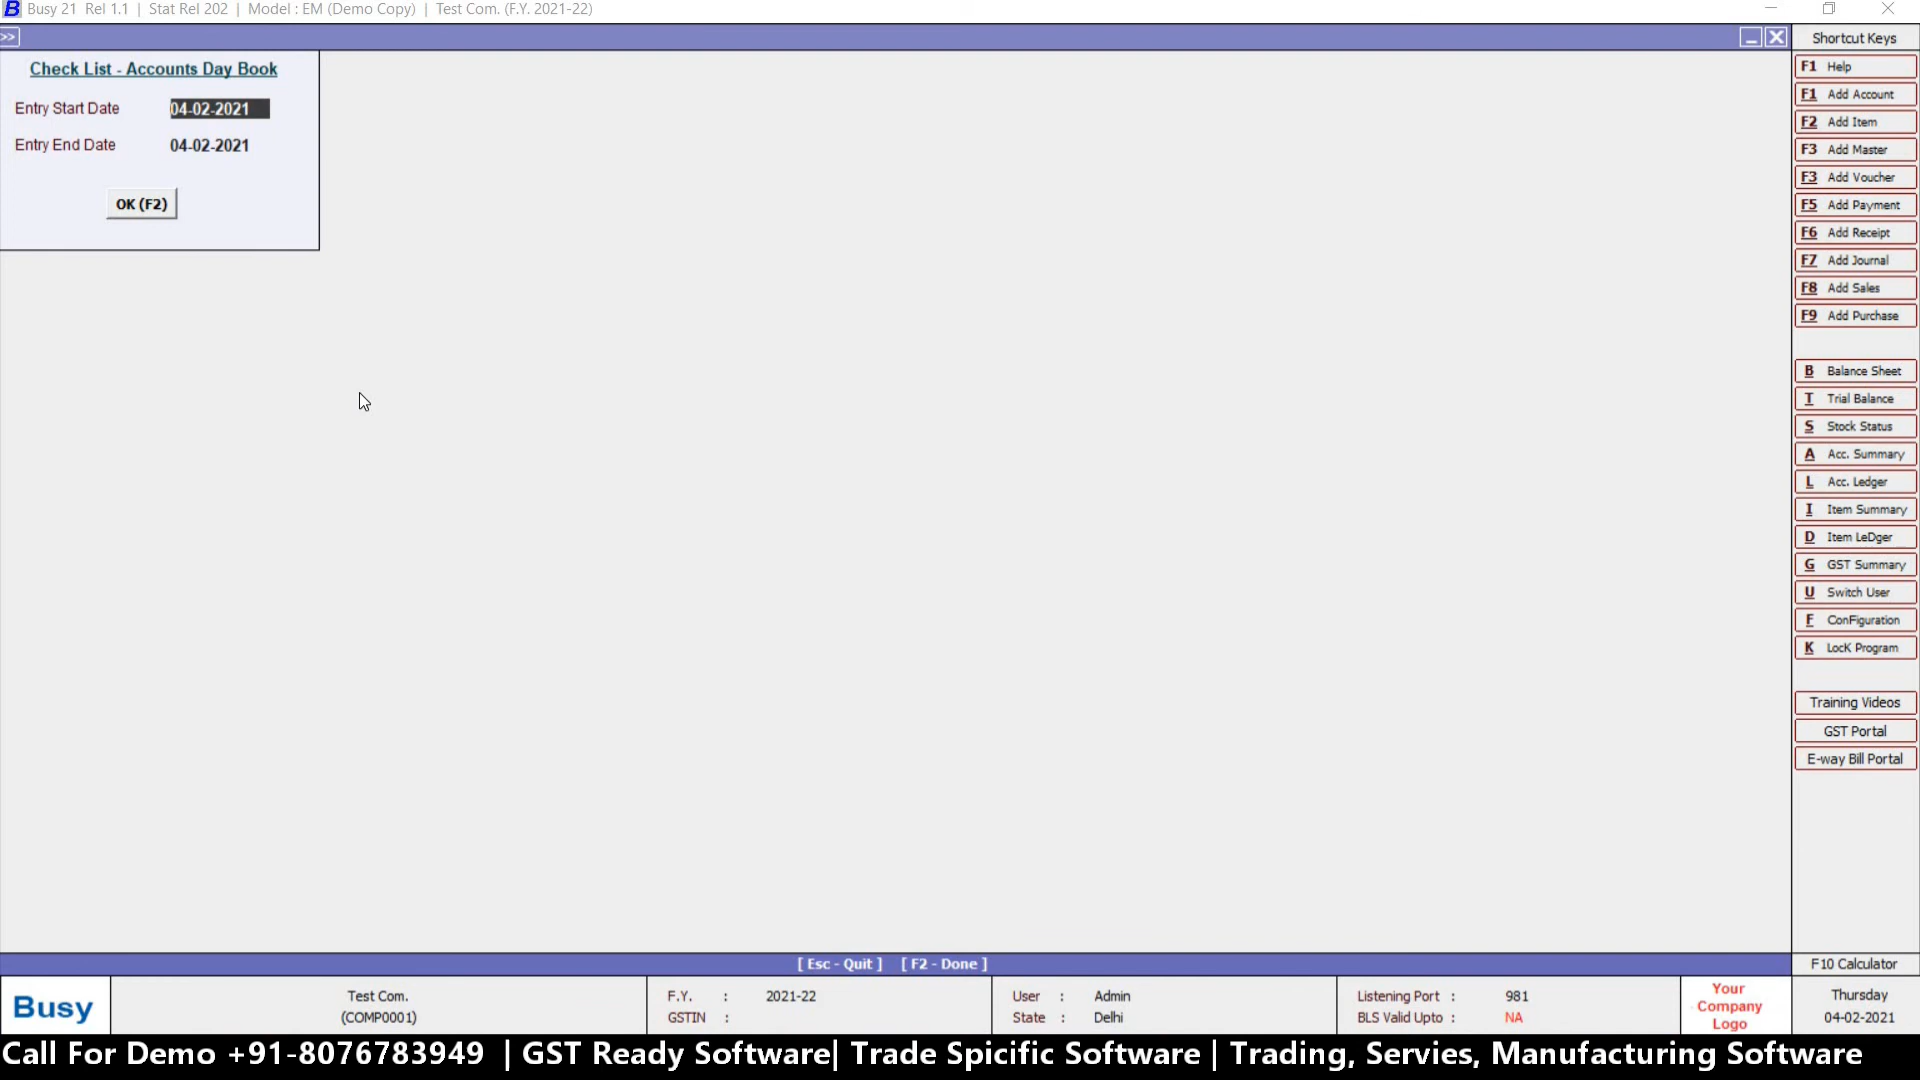 B Busy 21 Rel 1.1 | Stat Rel 202 | Model : EM (Demo Copy) | Test Com. (F.Y. 2021-22)
>>
Check List - Accounts Day Book
Entry Start Date 04-02-2021
Entry End Date 04-02-2021
OK (F2)
Shortcut Keys
F1 Help
F1 Add Account
F2 Add Item
F3 Add Master
F3 Add Voucher
F5 Add Payment
F6 Add Receipt
F7 Add Journal
F8 Add Sales
F9 Add Purchase
B Balance Sheet
T Trial Balance
S Stock Status
A Acc. Summary
L Acc. Ledger
I Item Summary
D Item LeDger
G GST Summary
U Switch User
F ConFiguration
K LocK Program
Training Videos
GST Portal
E-way Bill Portal
[ Esc - Quit ] [ F2 - Done ]
F10 Calculator
Busy
Test Com.
(COMP0001)
F.Y. : 2021-22
GSTIN :
User : Admin
State : Delhi
Listening Port : 981
BLS Valid Upto : NA
Your
Company
Logo
Thursday
04-02-2021
Call For Demo +91-8076783949 | GST Ready Software| Trade Spicific Software | Trading, Servies, Manufacturing Software